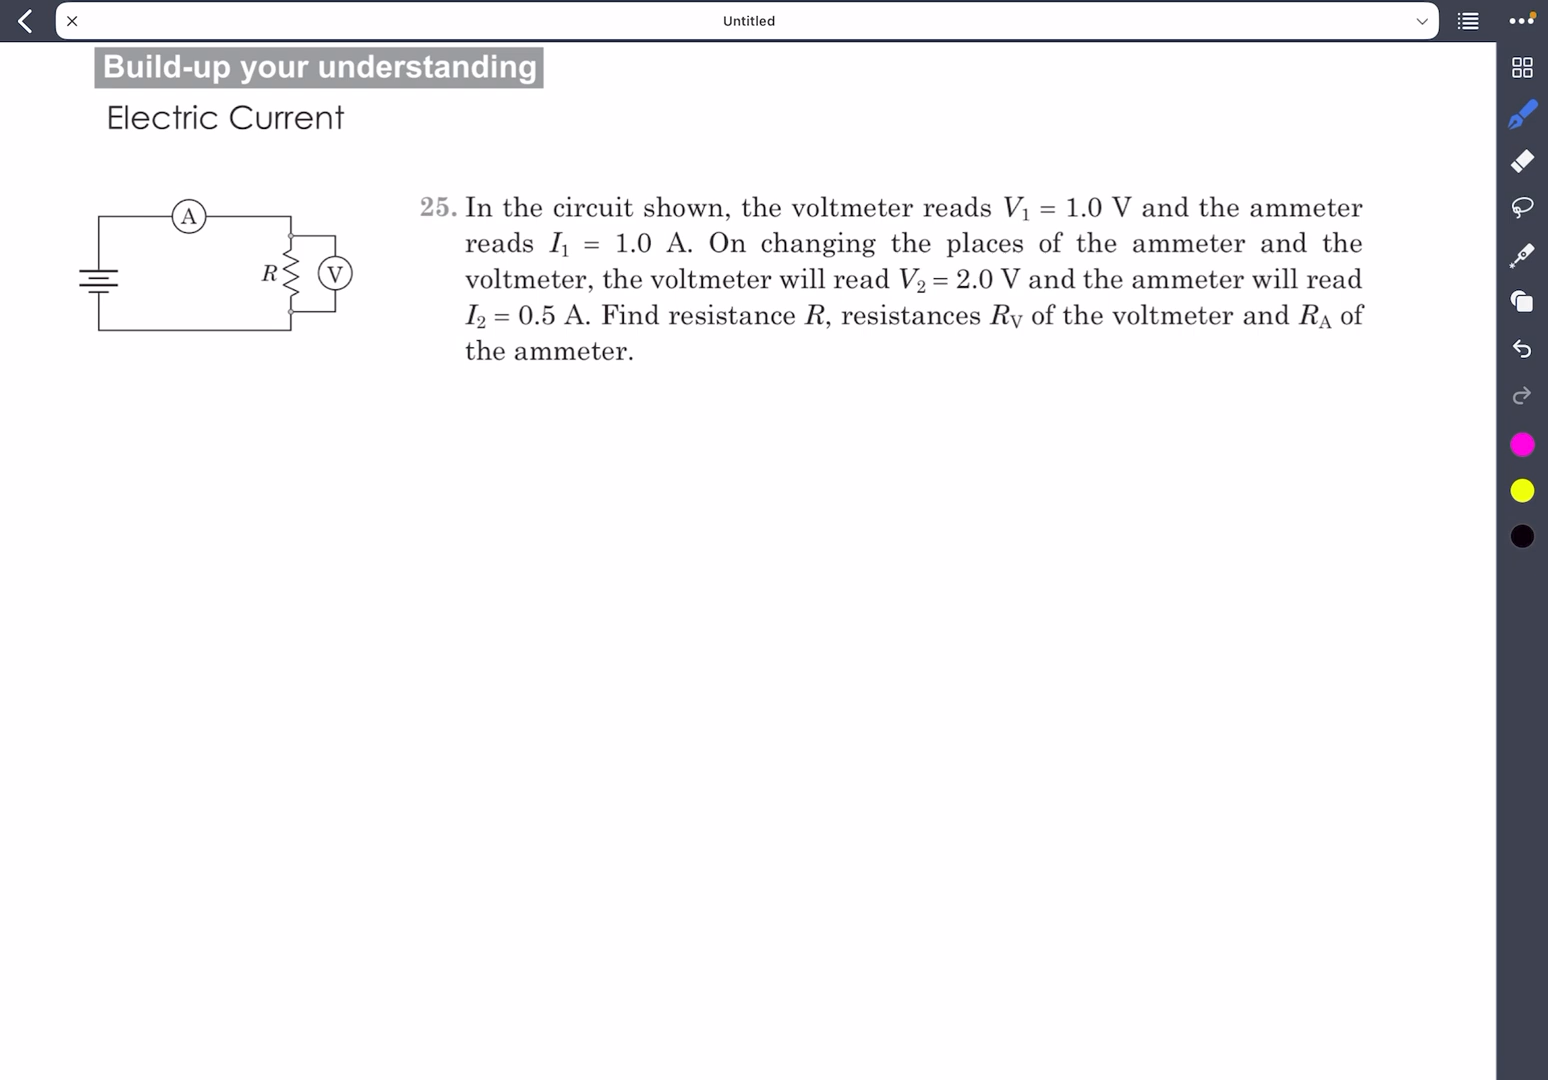 Untitled
Build-up your understanding
Electric Current
A
R
V
25. In the circuit shown, the voltmeter reads V₁ = 1.0 V and the ammeter
reads I₁ = 1.0 A. On changing the places of the ammeter and the
voltmeter, the voltmeter will read V₂ = 2.0 V and the ammeter will read
I₂ = 0.5 A. Find resistance R, resistances R_V of the voltmeter and R_A of
the ammeter.